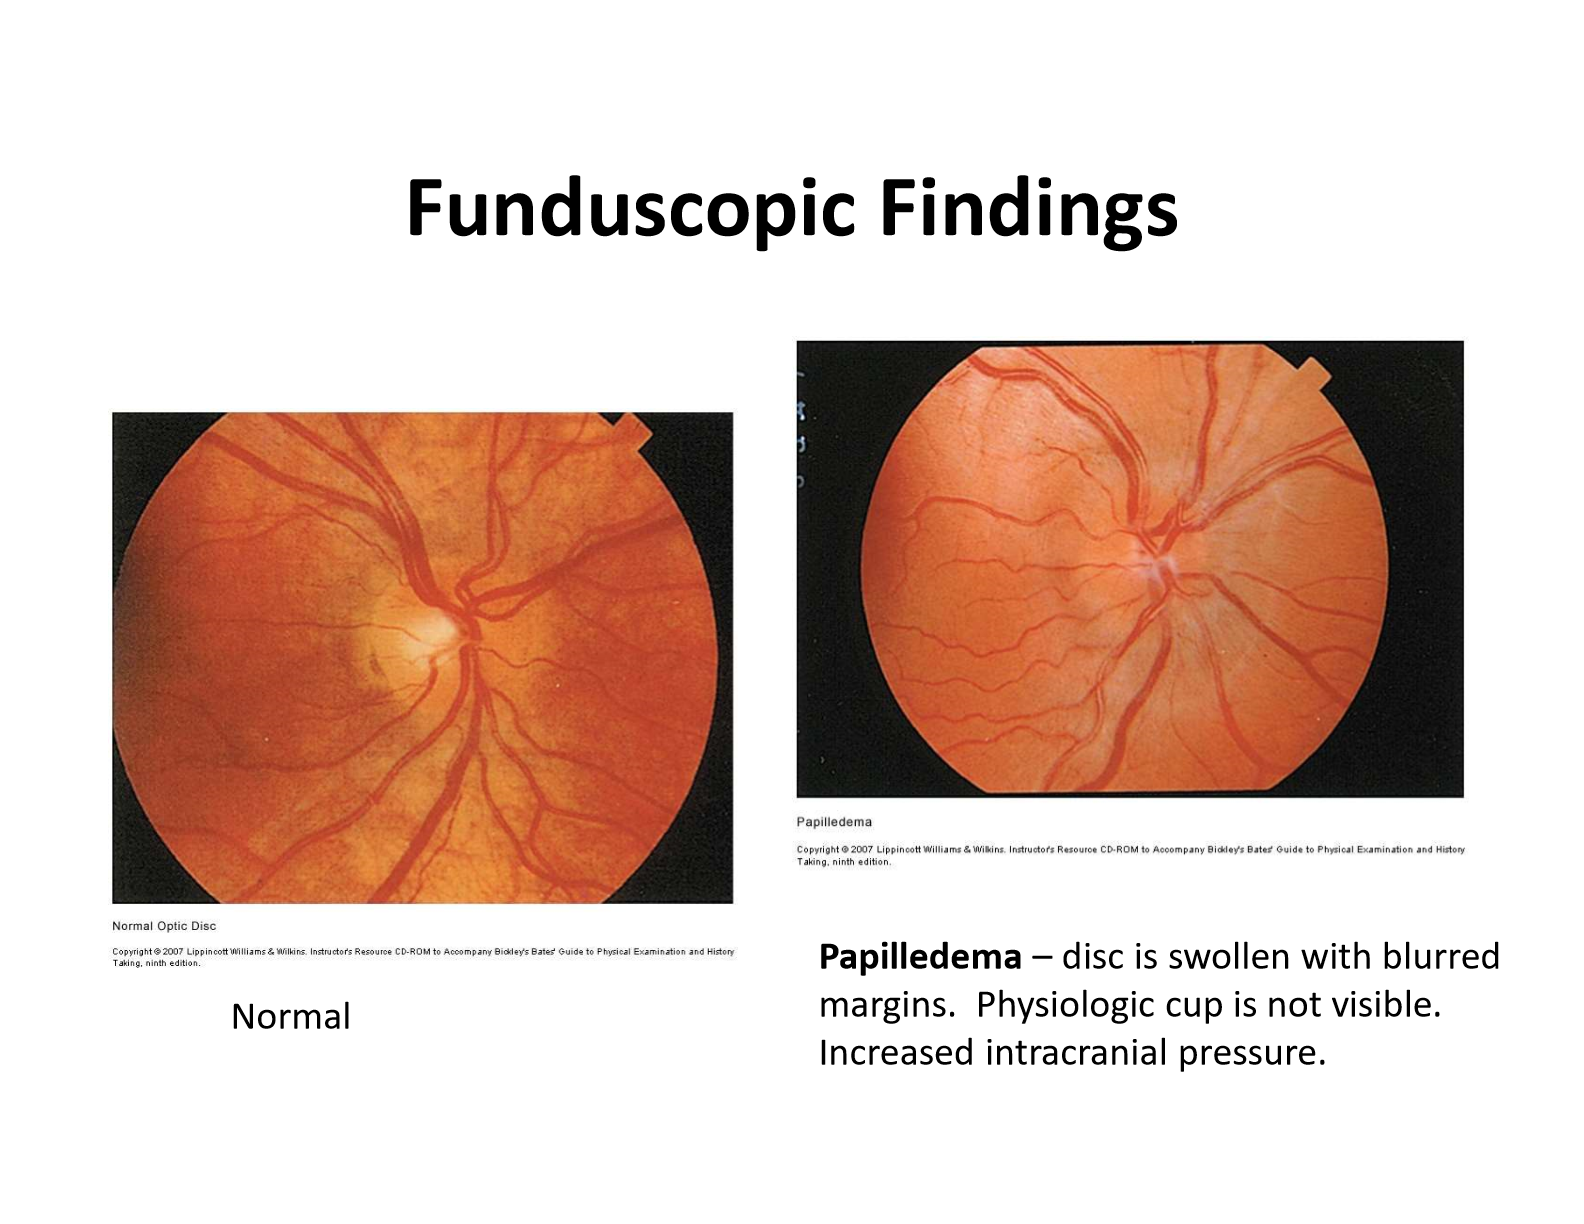 Funduscopic Findings
Normal Optic Disc
Copyright © 2007 Lippincott Williams & Wilkins. Instructor's Resource CD-ROM to Accompany Bickley's Bates' Guide to Physical Examination and History
Taking, ninth edition.
Normal
Papilledema
Copyright © 2007 Lippincott Williams & Wilkins. Instructor's Resource CD-ROM to Accompany Bickley's Bates' Guide to Physical Examination and History
Taking, ninth edition.
Papilledema – disc is swollen with blurred
margins.  Physiologic cup is not visible.
Increased intracranial pressure.